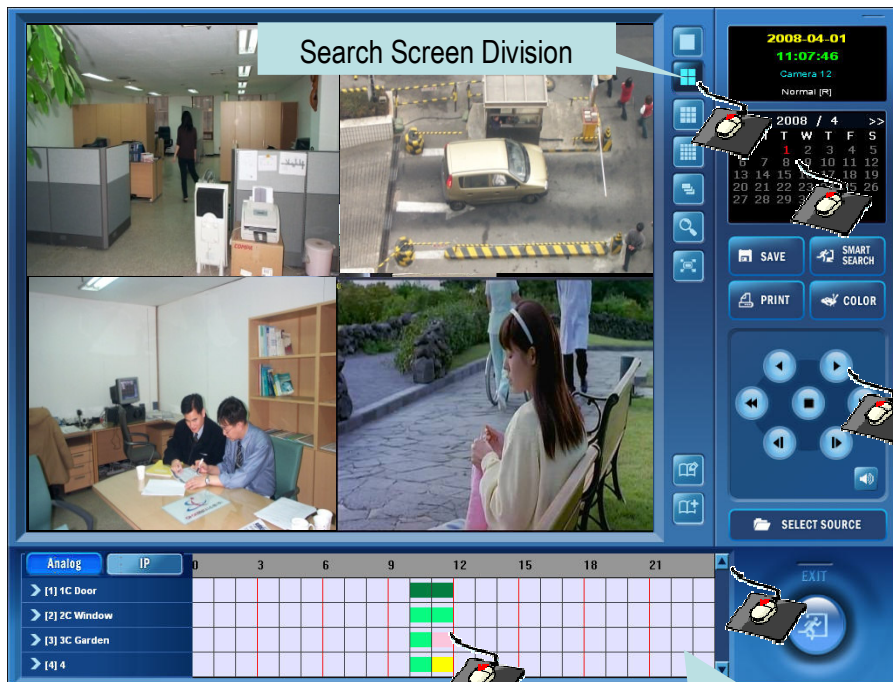 Search Screen Division
2008-04-01
11:07:46
Camera 12
Normal [R]
2008 / 4 >>
T W T F S
1 2 3 4 5
6 7 8 9 10 11 12
13 14 15 16 17 18 19
20 21 22 23 25 26
27 28 29
SAVE
SMART SEARCH
PRINT
COLOR
SELECT SOURCE
Analog IP
0 3 6 9 12 15 18 21
[1] 1C Door
[2] 2C Window
[3] 3C Garden
[4] 4
EXIT